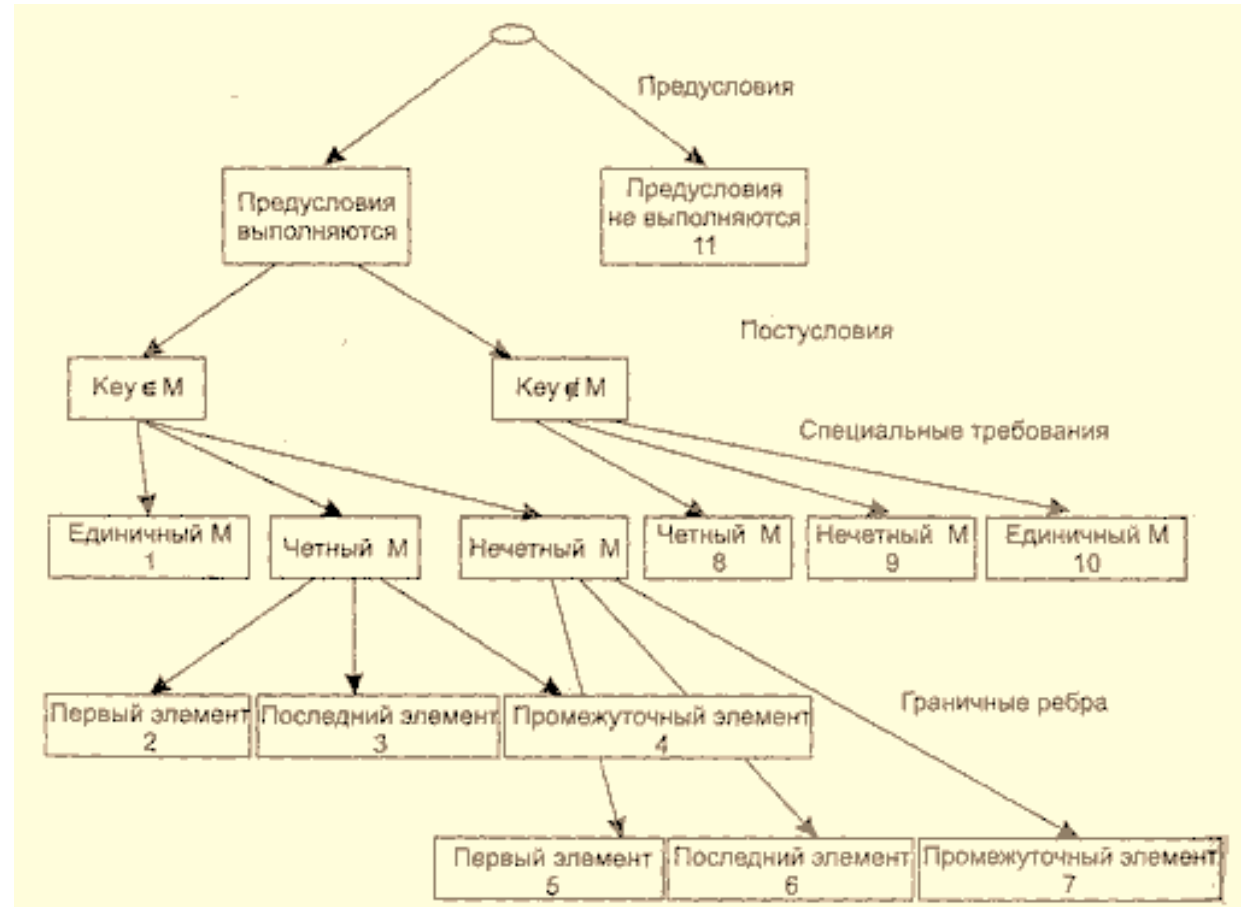 Предусловия
Предусловия
выполняются
Предусловия
не выполняются
11
Постусловия
Key ∈ M
Key ∉ M
Специальные требования
Единичный М
1
Четный М
Нечетный М
Четный М
8
Нечетный М
9
Единичный М
10
Первый элемент
2
Последний элемент
3
Промежуточный элемент
4
Граничные ребра
Первый элемент
5
Последний элемент
6
Промежуточный элемент
7